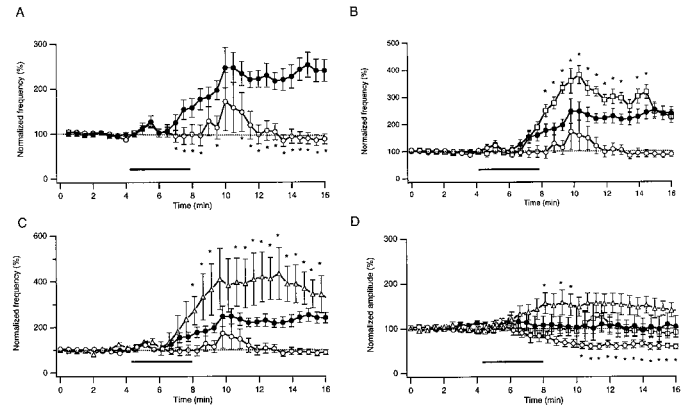 A
Normalized frequency (%)
300
200
100
0
0 2 4 6 8 10 12 14 16
Time (min)
B
Normalized frequency (%)
500
400
300
200
100
0
0 2 4 6 8 10 12 14 16
Time (min)
C
Normalized frequency (%)
600
400
200
0
0 2 4 6 8 10 12 14 16
Time (min)
D
Normalized amplitude (%)
300
200
100
0
0 2 4 6 8 10 12 14 16
Time (min)